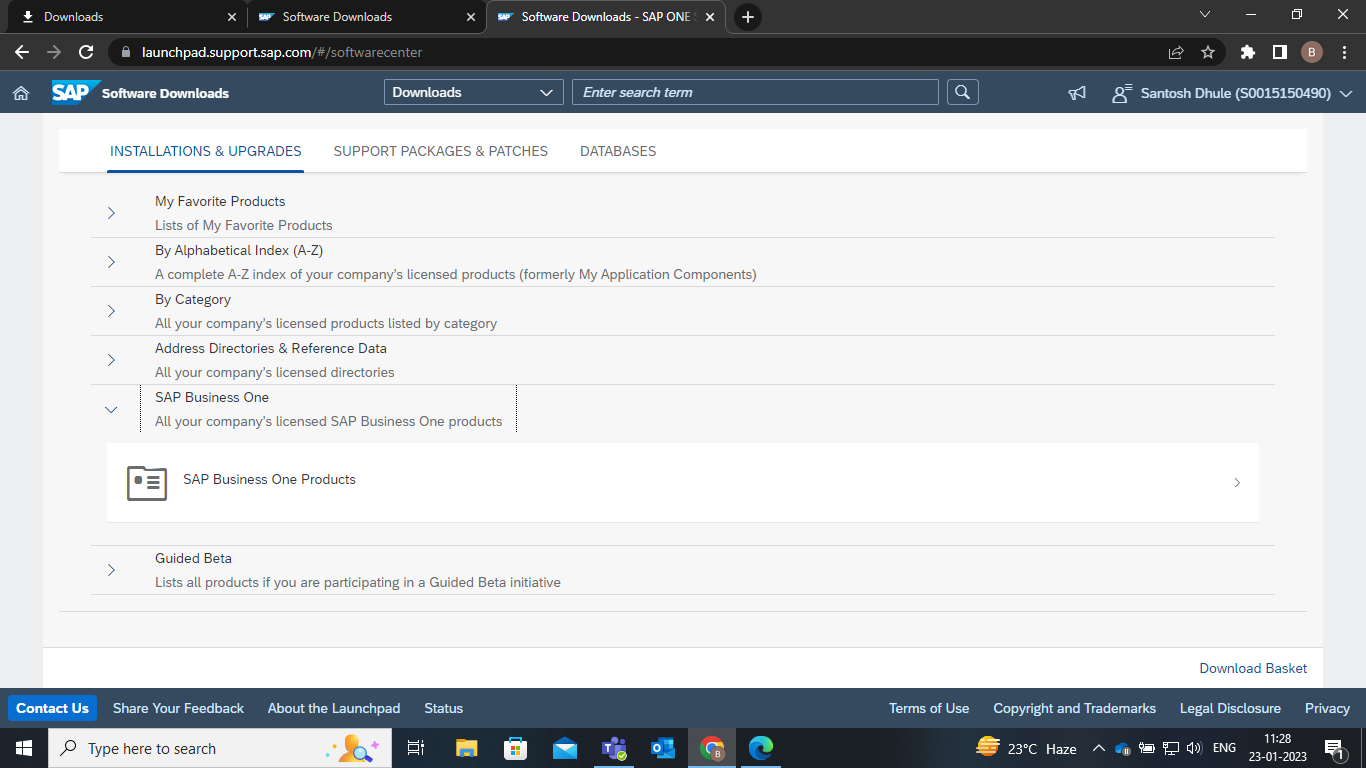 Downloads
Software Downloads
Software Downloads - SAP ONE S
launchpad.support.sap.com/#/softwarecenter
B
SAP Software Downloads
Downloads
Enter search term
Santosh Dhule (S0015150490)
INSTALLATIONS & UPGRADES
SUPPORT PACKAGES & PATCHES
DATABASES
My Favorite Products
Lists of My Favorite Products
By Alphabetical Index (A-Z)
A complete A-Z index of your company's licensed products (formerly My Application Components)
By Category
All your company's licensed products listed by category
Address Directories & Reference Data
All your company's licensed directories
SAP Business One
All your company's licensed SAP Business One products
SAP Business One Products
Guided Beta
Lists all products if you are participating in a Guided Beta initiative
Download Basket
Contact Us
Share Your Feedback
About the Launchpad
Status
Terms of Use
Copyright and Trademarks
Legal Disclosure
Privacy
Type here to search
23°C Haze
ENG
11:28
23-01-2023
1